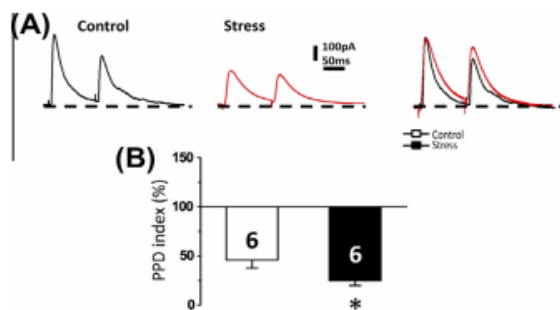 (A)
Control
Stress
100pA
50ms
Control
Stress
(B)
PPD index (%)
150
100
50
0
6
6
*